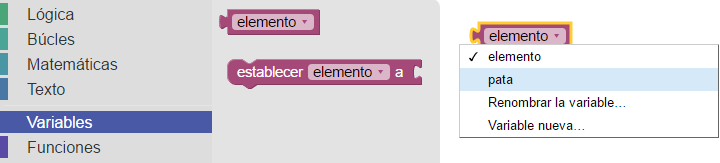 Lógica
Búcles
Matemáticas
Texto
Variables
Funciones
elemento
establecer elemento a
elemento
✓ elemento
pata
Renombrar la variable...
Variable nueva...